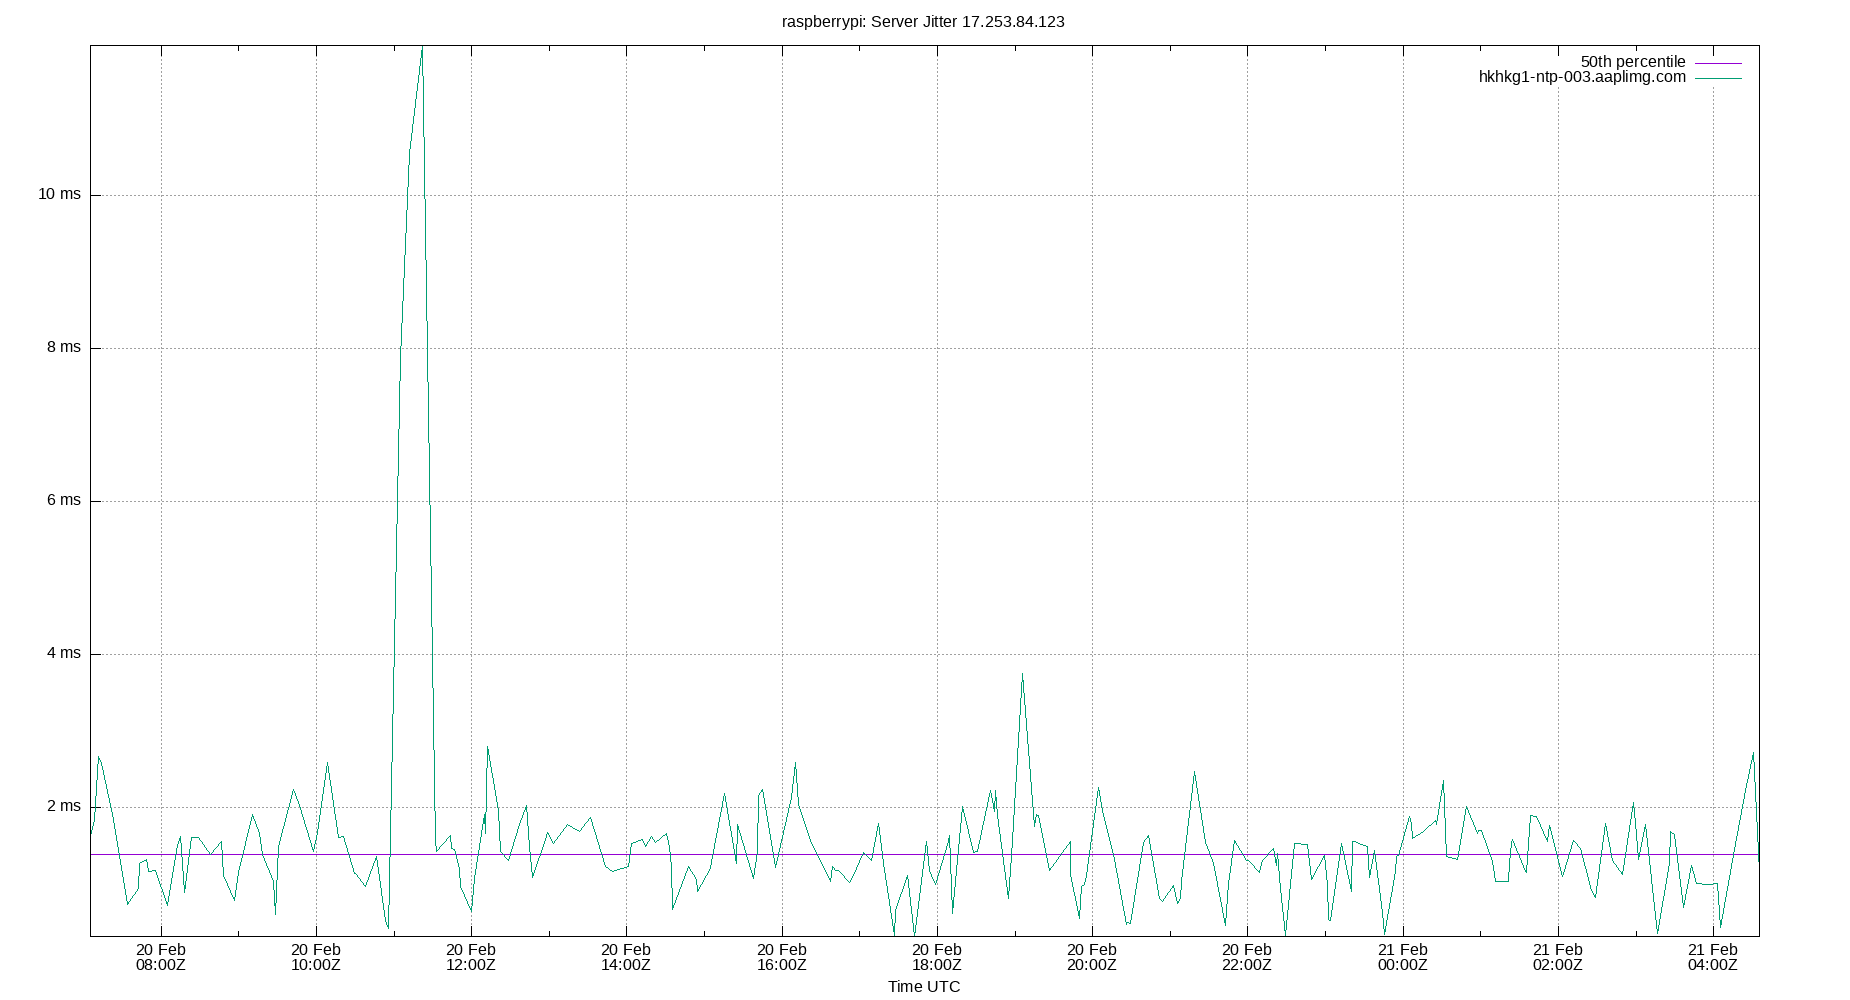 raspberrypi: Server Jitter 17.253.84.123
50th percentile
hkhkg1-ntp-003.aaplimg.com
10 ms
8 ms
6 ms
4 ms
2 ms
20 Feb 20 Feb 20 Feb 20 Feb 20 Feb 20 Feb 20 Feb 20 Feb 21 Feb 21 Feb 21 Feb
08:00Z 10:00Z 12:00Z 14:00Z 16:00Z 18:00Z 20:00Z 22:00Z 00:00Z 02:00Z 04:00Z
Time UTC